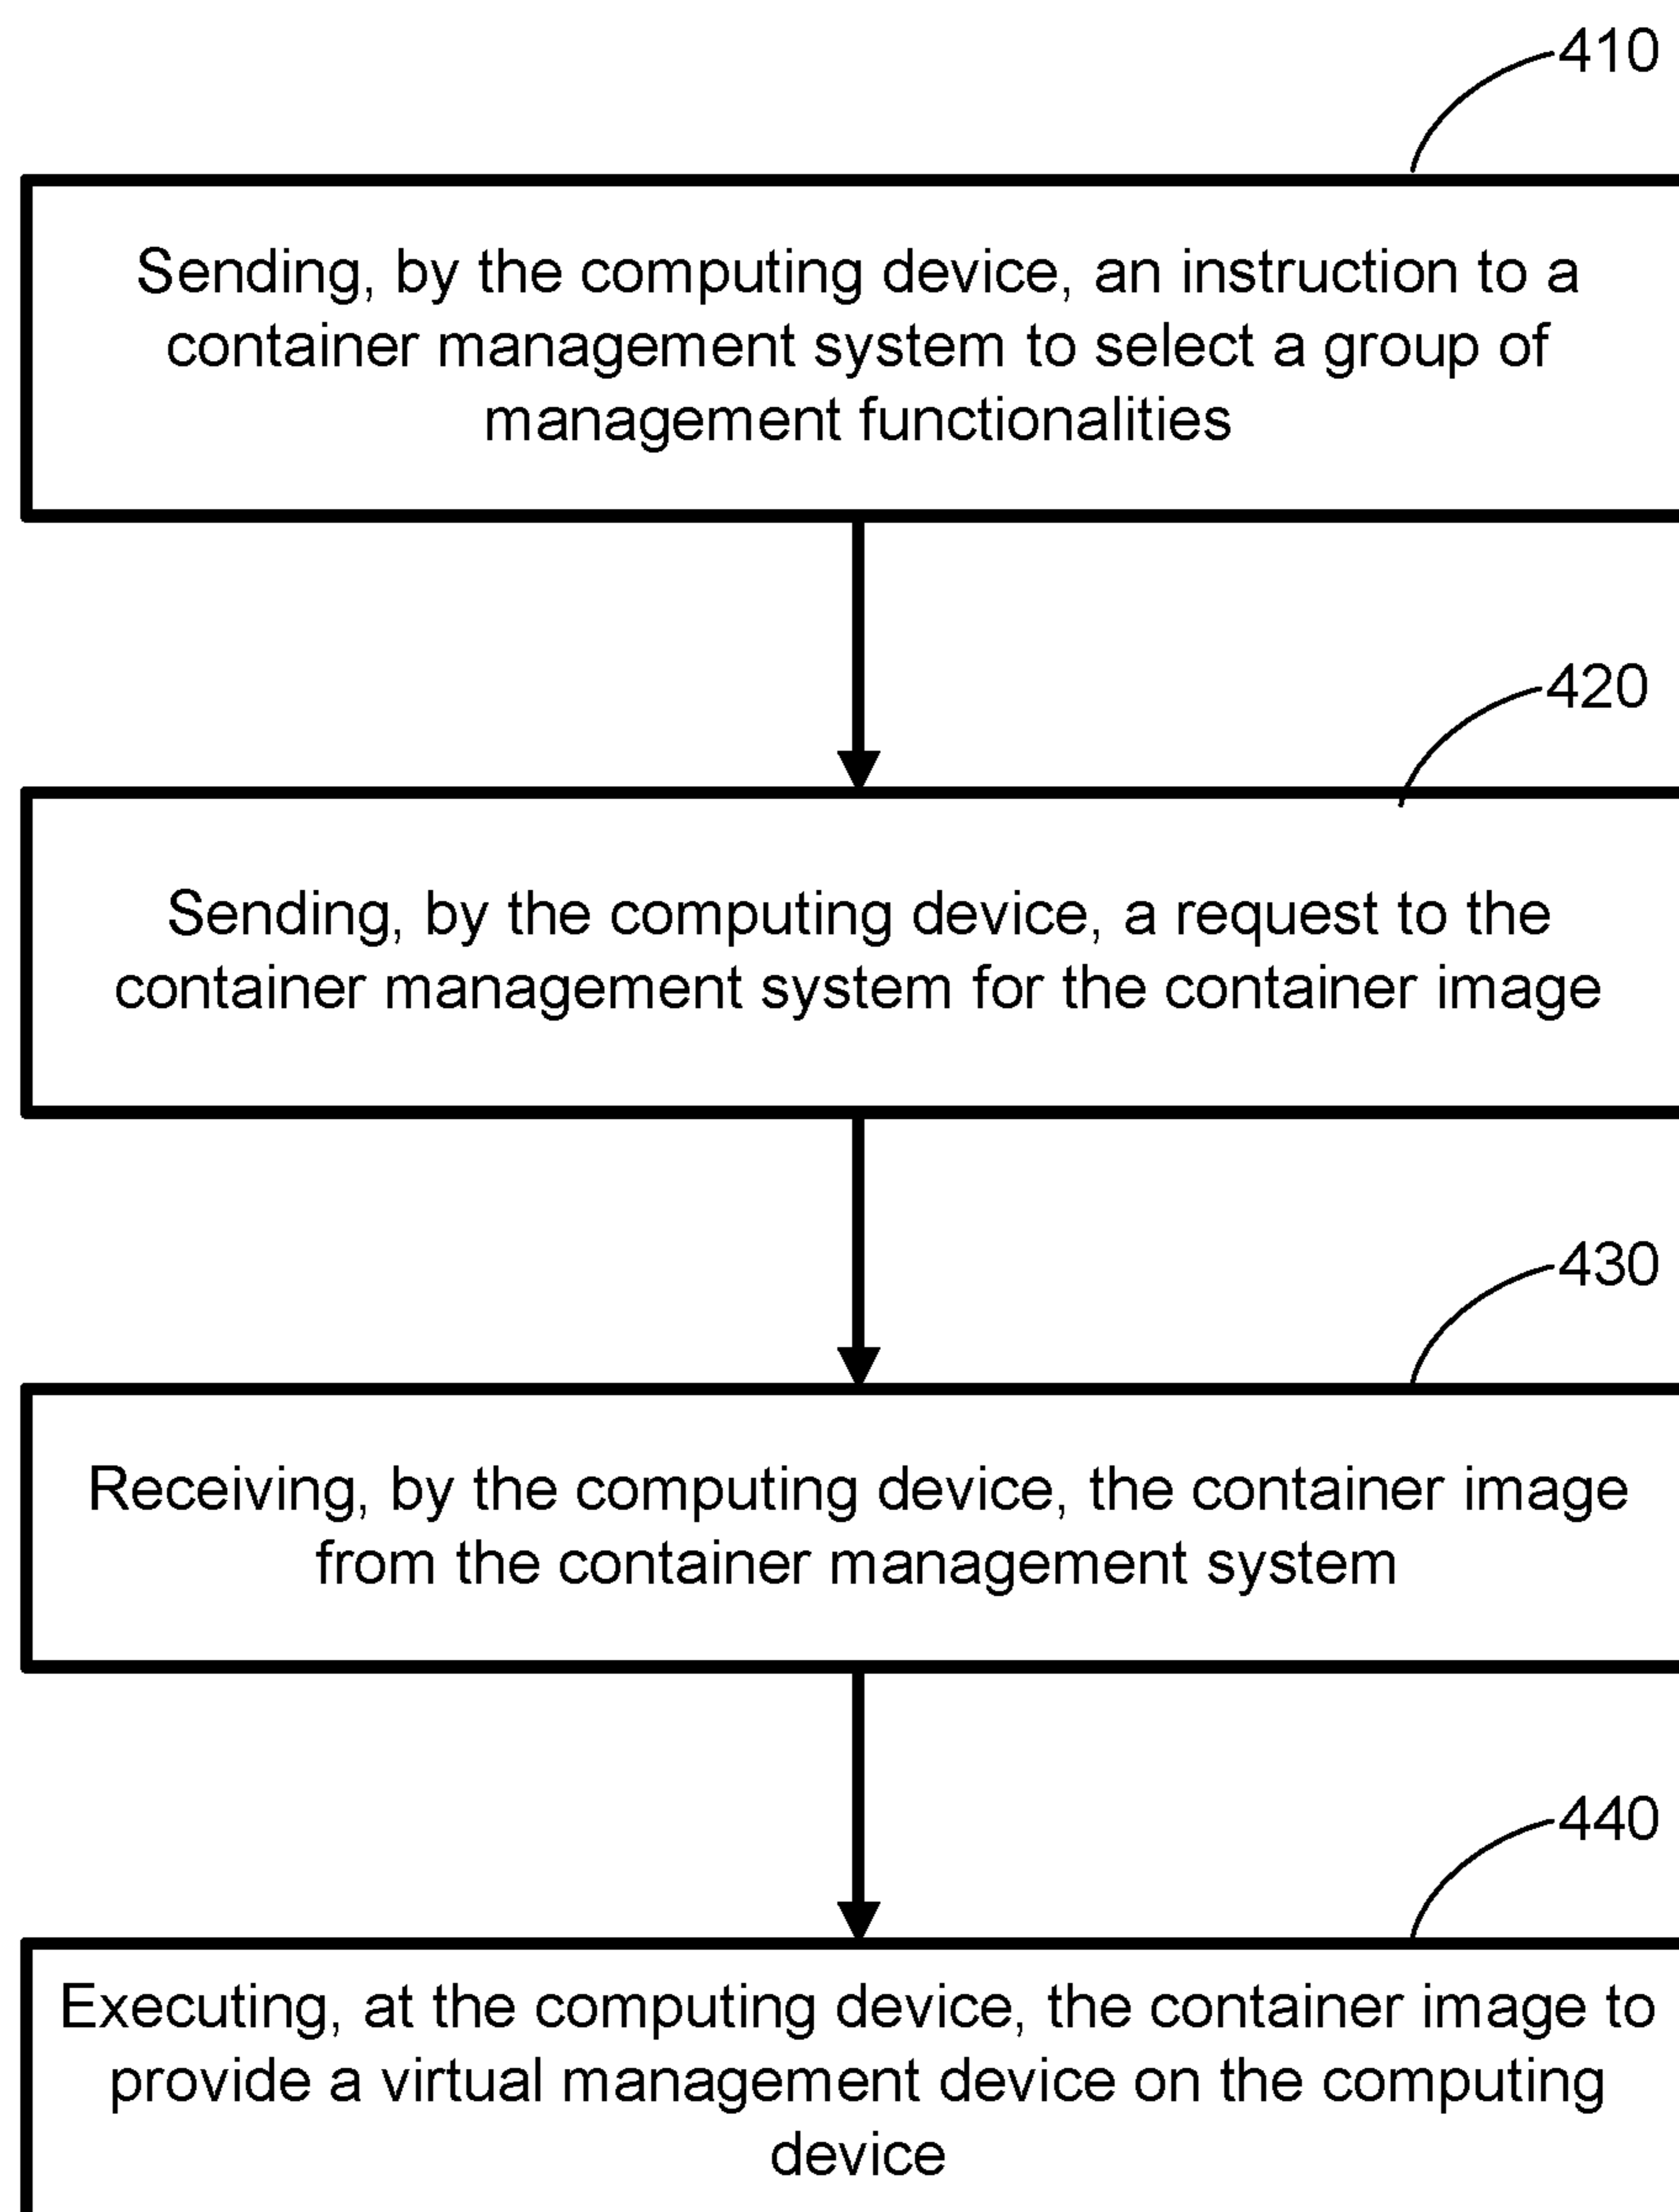 410
Sending, by the computing device, an instruction to a
container management system to select a group of
management functionalities
420
Sending, by the computing device, a request to the
container management system for the container image
430
Receiving, by the computing device, the container image
from the container management system
440
Executing, at the computing device, the container image to
provide a virtual management device on the computing
device